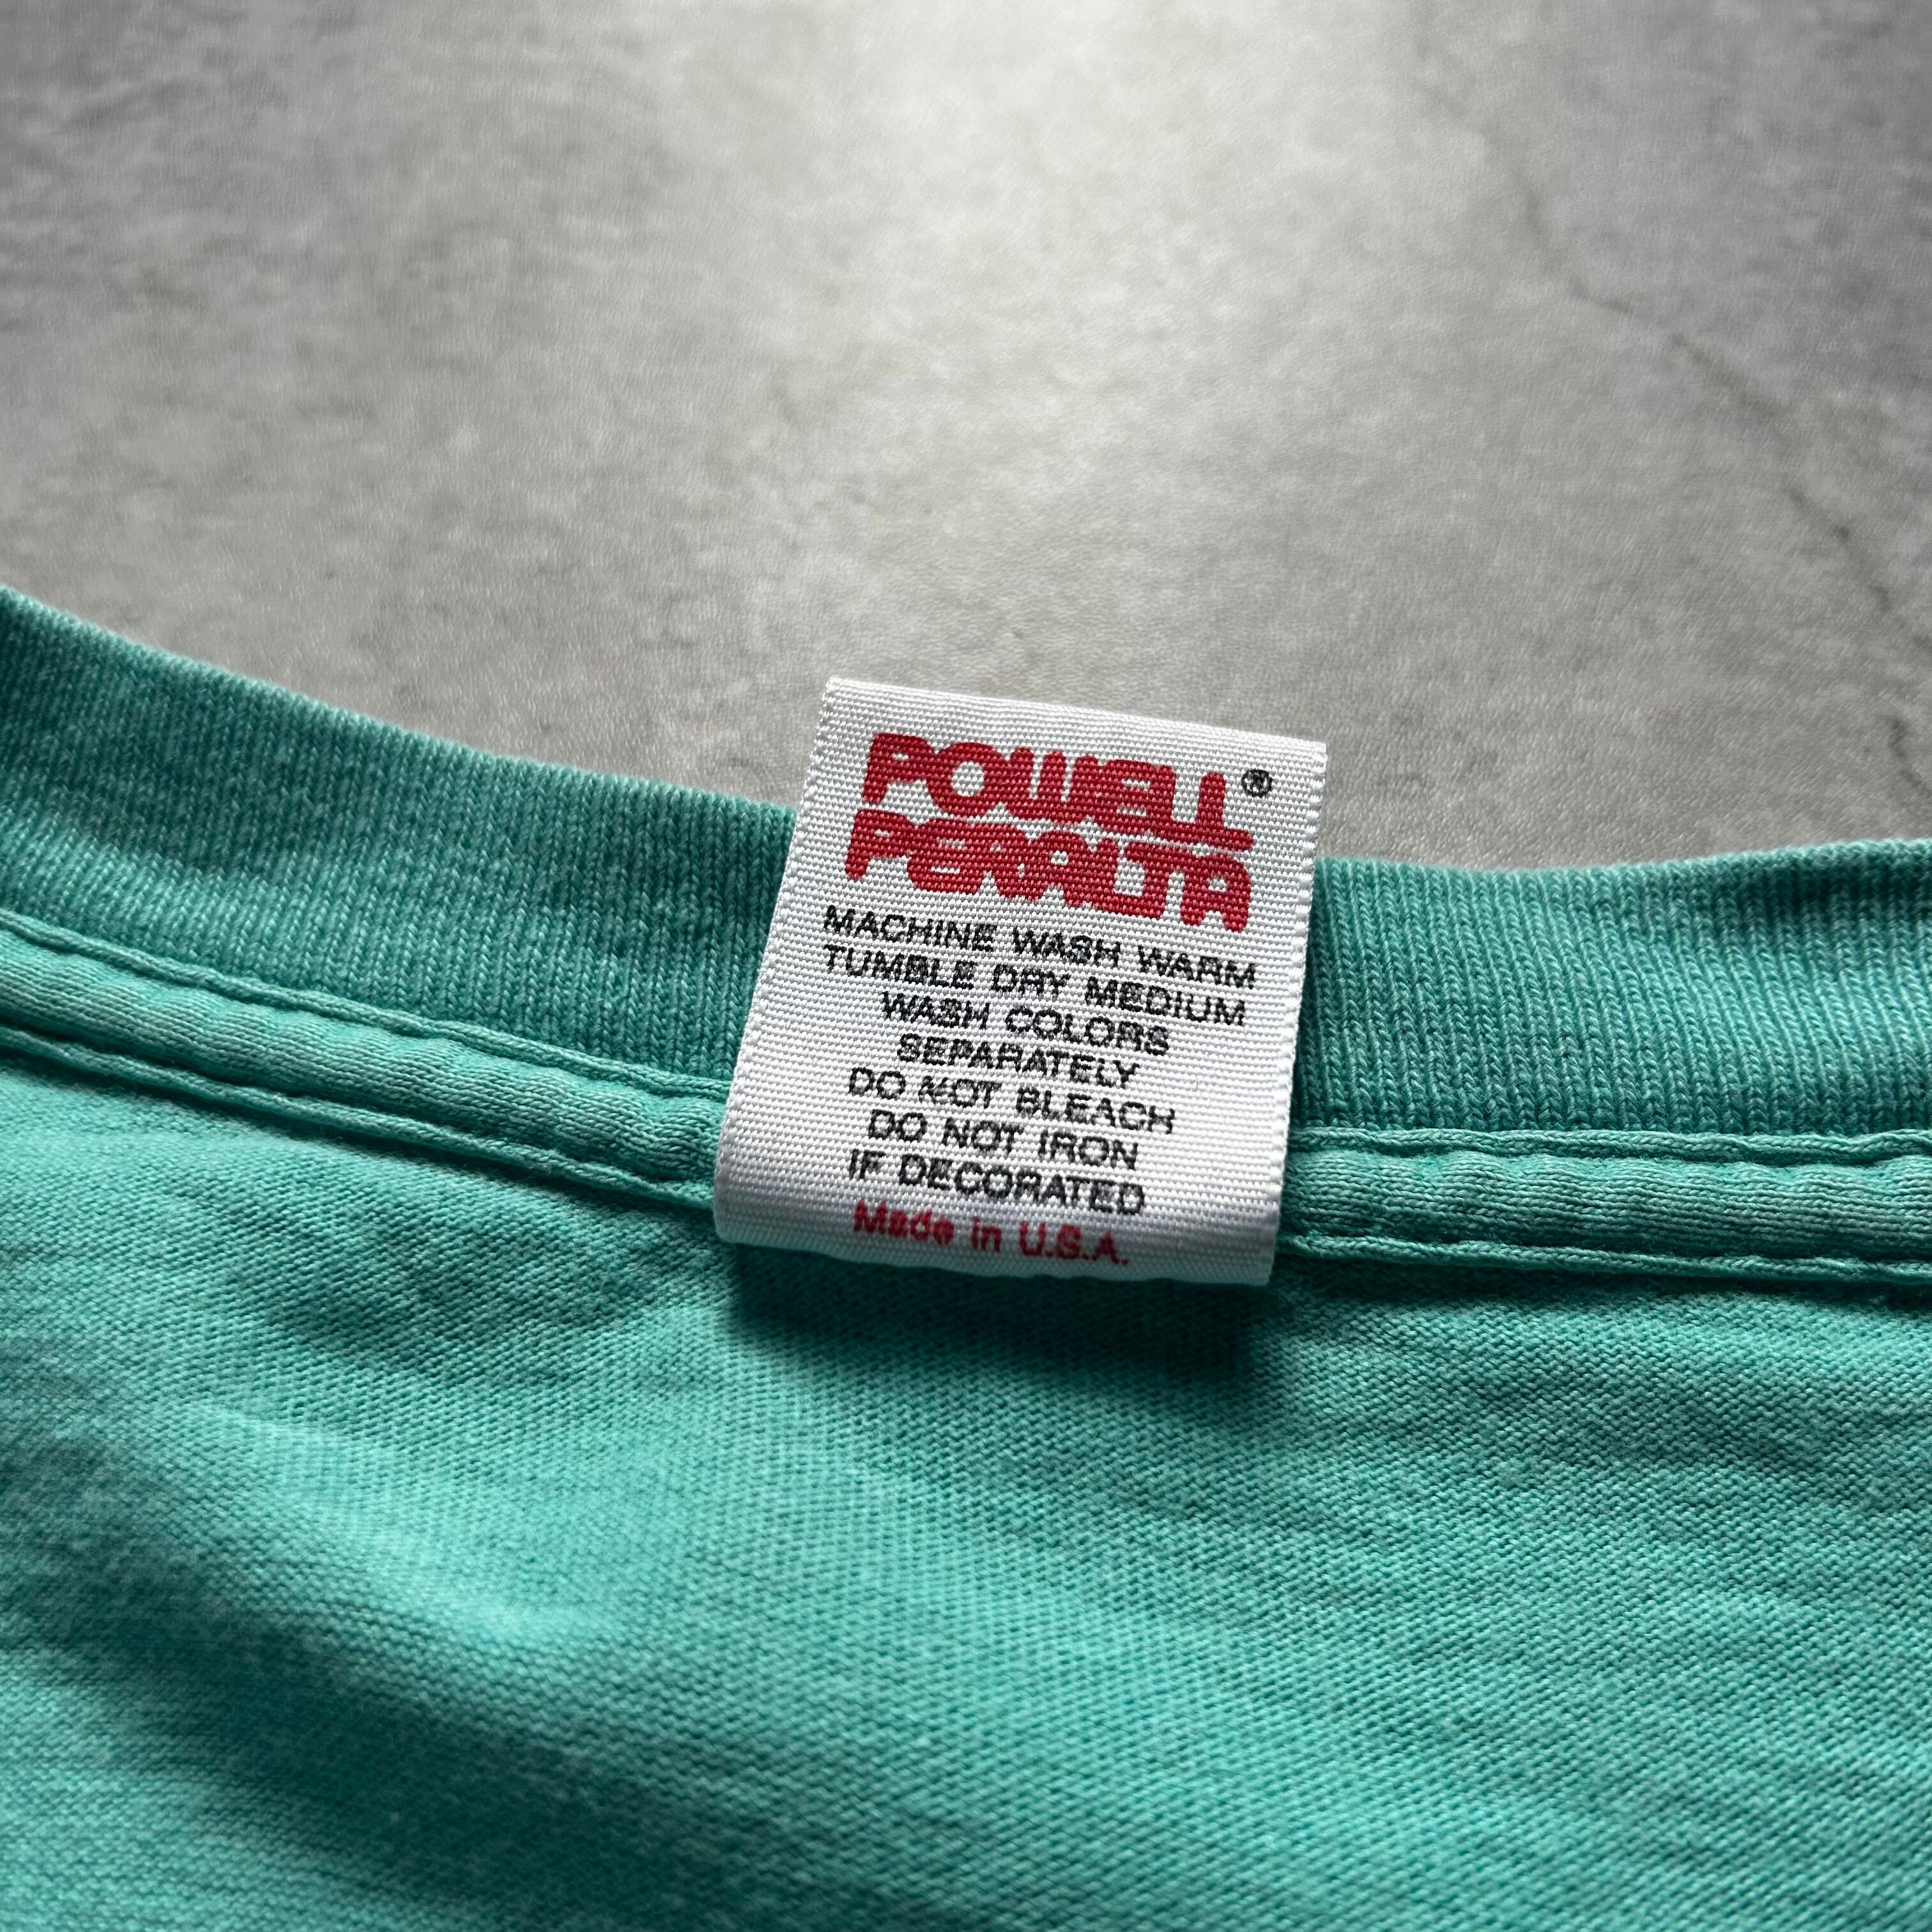 POWELL®
PERALTA
MACHINE WASH WARM
TUMBLE DRY MEDIUM
WASH COLORS
SEPARATELY
DO NOT BLEACH
DO NOT IRON
IF DECORATED
Made in U.S.A.